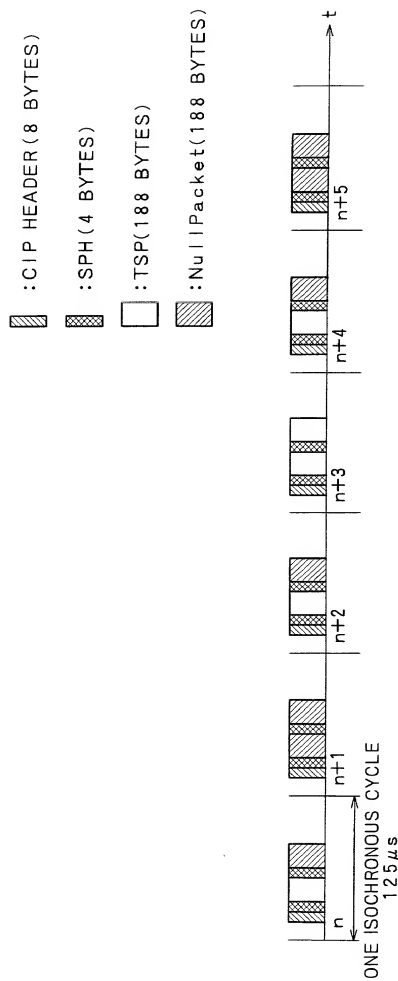 :CIP HEADER(8 BYTES)
:SPH(4 BYTES)
:TSP(188 BYTES)
:NullPacket(188 BYTES)
n
n+1
n+2
n+3
n+4
n+5
t
ONE ISOCHRONOUS CYCLE
125μs